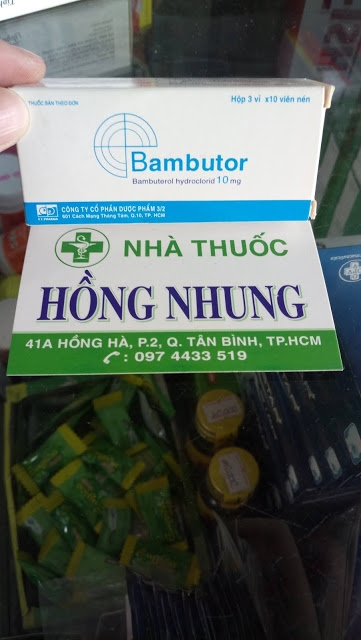 THUỐC BÁN THEO ĐƠN
Hộp 3 vỉ x10 viên nén
Bambutor
Bambuterol hydroclorid 10 mg
CÔNG TY CỔ PHẦN DƯỢC PHẨM 3/2
601 Cách Mạng Tháng Tám, Q.10, TP. HCM
NHÀ THUỐC
HỒNG NHUNG
41A HỒNG HÀ, P.2, Q. TÂN BÌNH, TP.HCM
: 097 4433 519